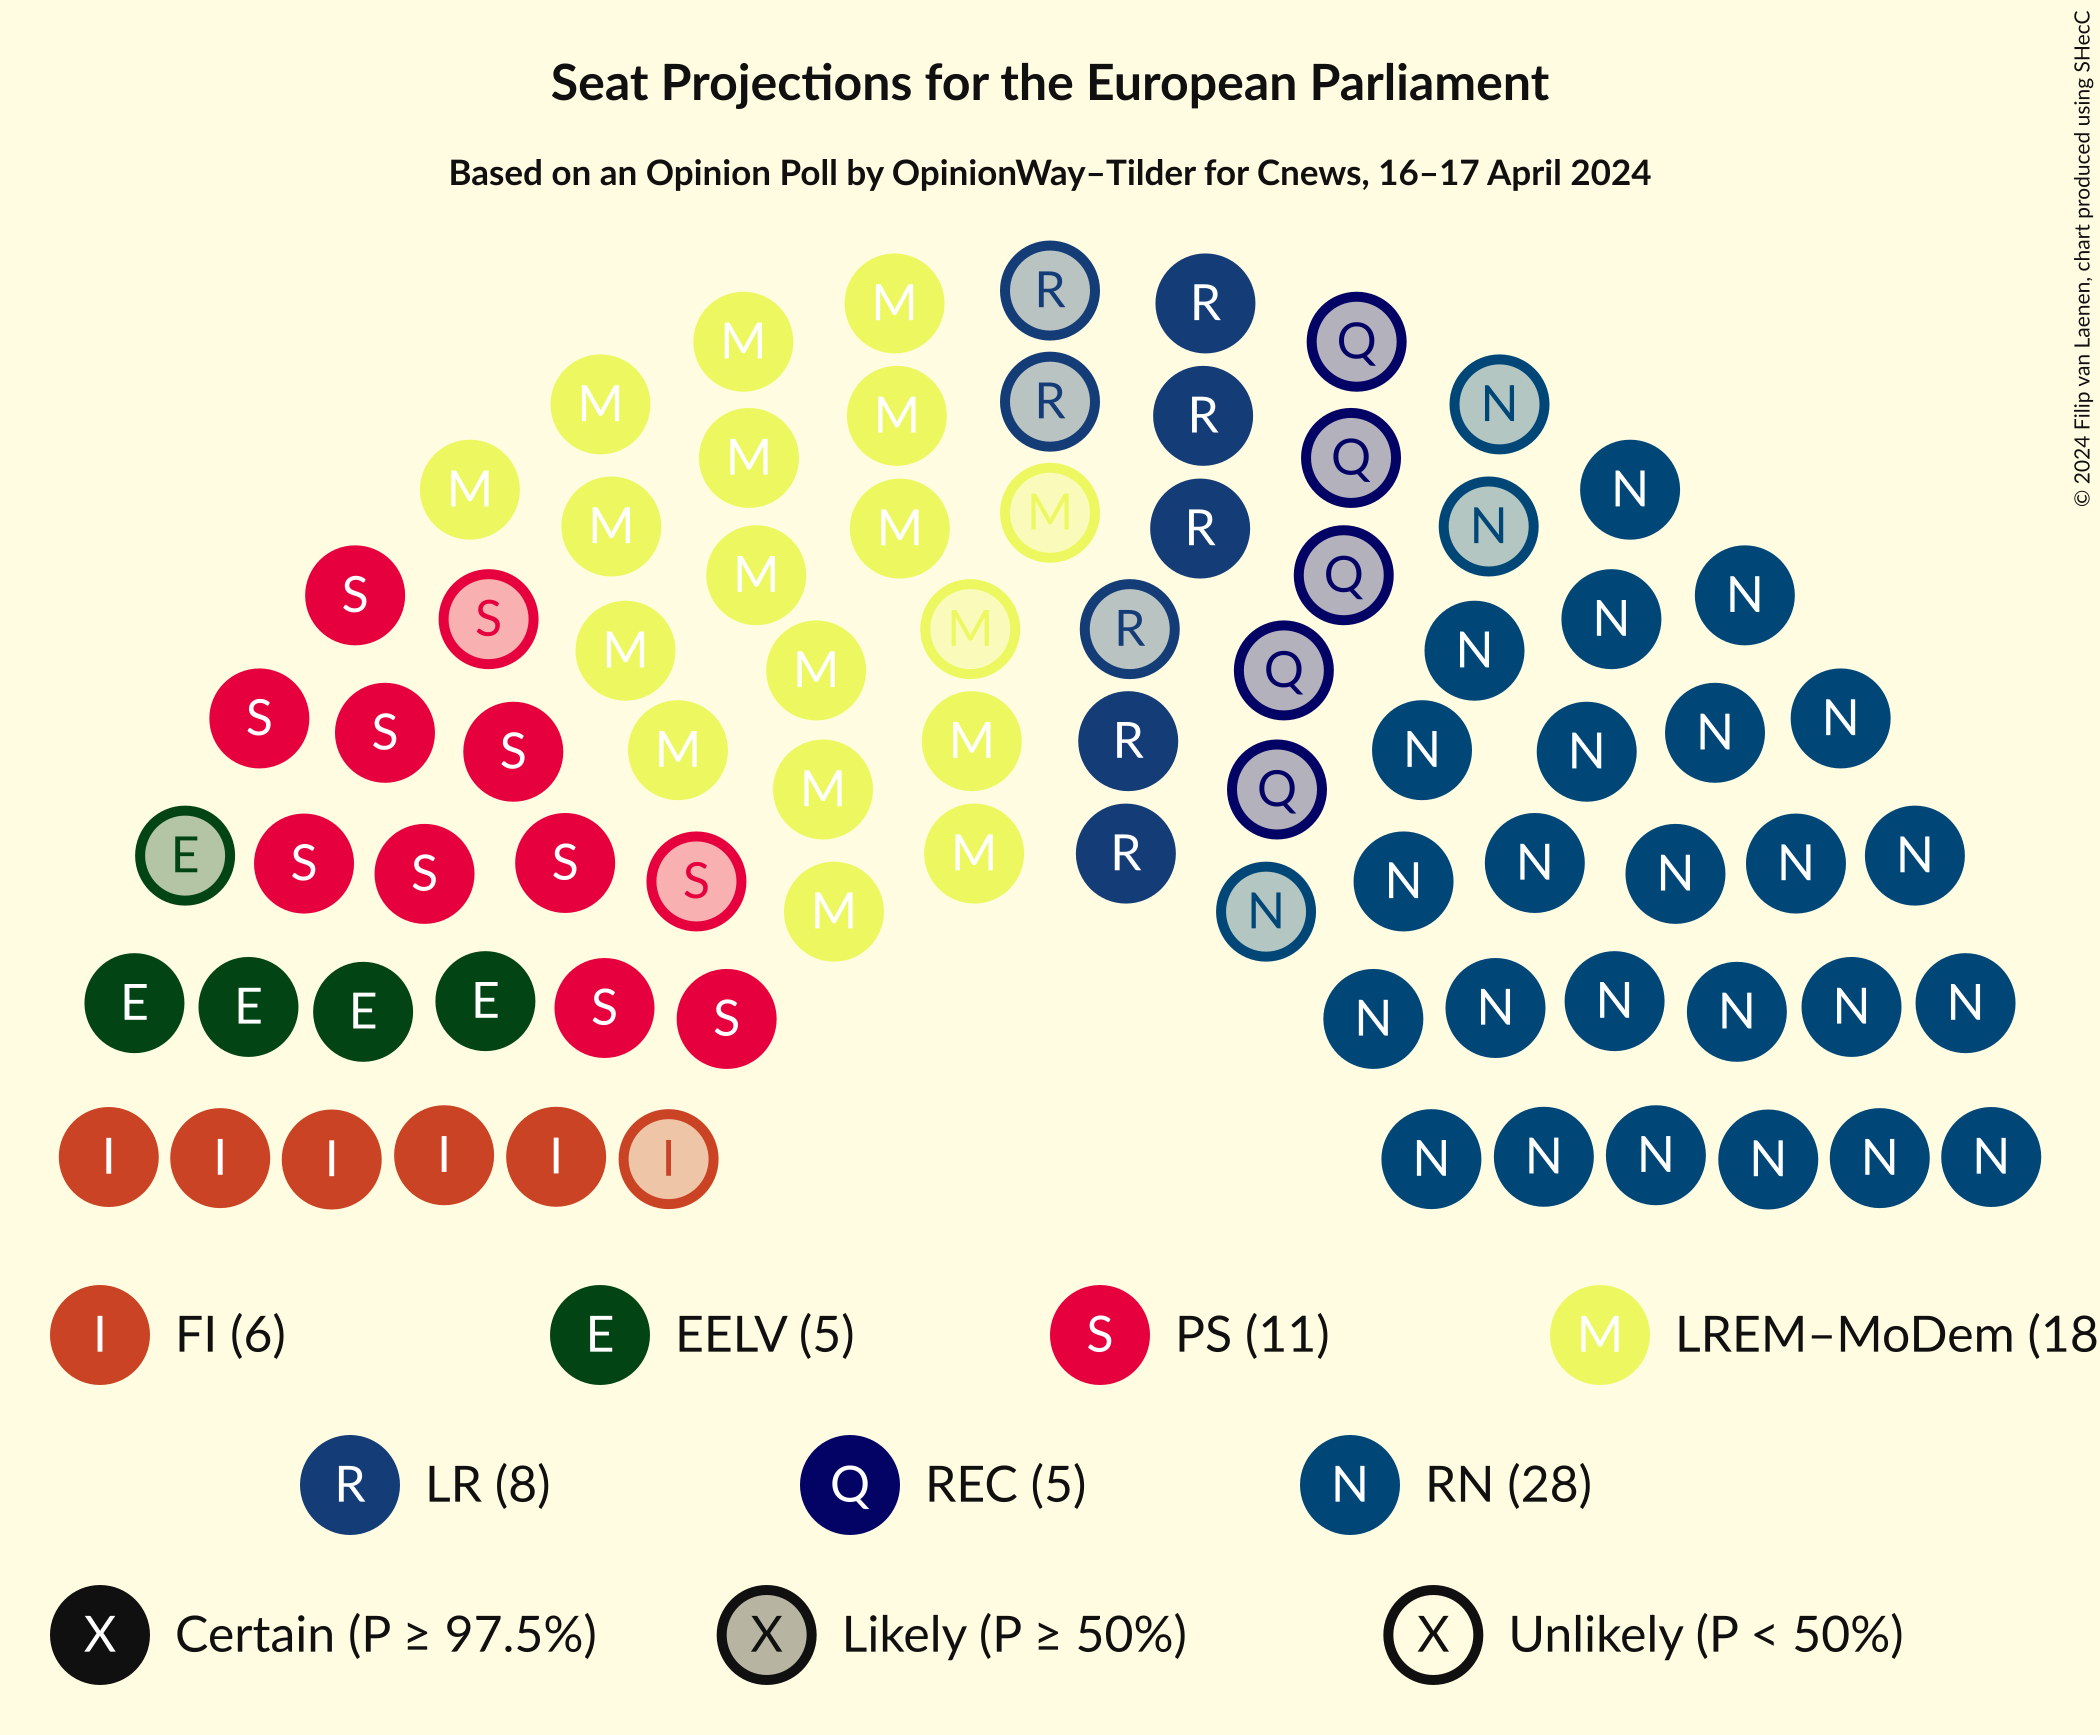 Seat Projections for the European Parliament
Based on an Opinion Poll by OpinionWay–Tilder for Cnews, 16–17 April 2024
© 2024 Filip van Laenen, chart produced using SHecC
R R Q
M M N
M R R Q N
M M M N
M M M R Q N
S S M M M R Q N N N
S S S M M M R Q N N N N
E S S S S M M R N N N N N N
E E E E S S N N N N N N
I I I I I I N N N N N N
I FI (6) E EELV (5) S PS (11) M LREM–MoDem (18
R LR (8) Q REC (5) N RN (28)
X Certain (P ≥ 97.5%) X Likely (P ≥ 50%) X Unlikely (P < 50%)